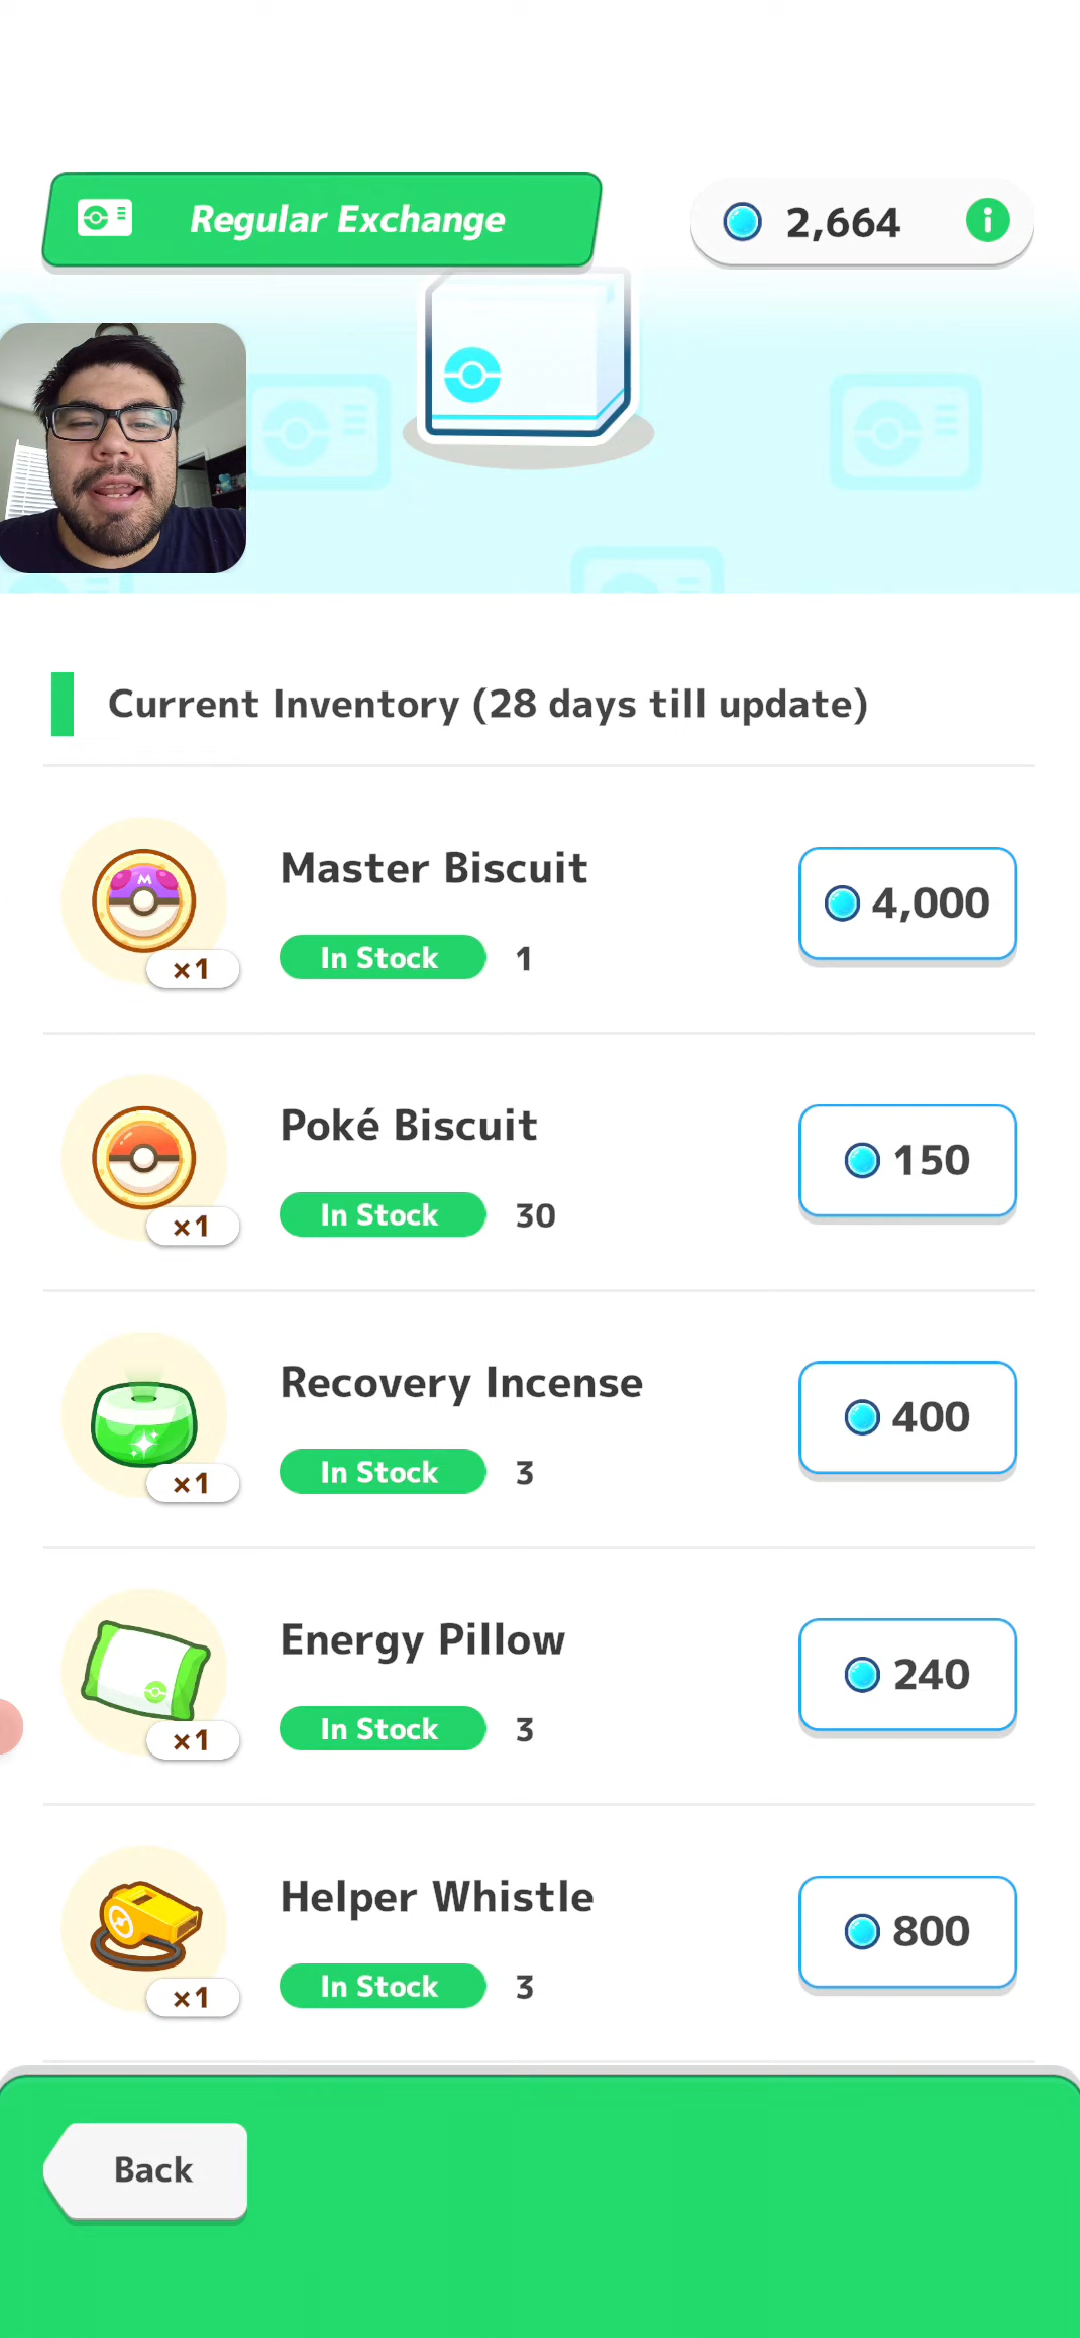 Regular Exchange
2,664
Current Inventory (28 days till update)
Master Biscuit
4,000
In Stock 1
×1
Poké Biscuit
150
In Stock 30
×1
Recovery Incense
400
In Stock 3
×1
Energy Pillow
240
In Stock 3
×1
Helper Whistle
800
In Stock 3
×1
Back